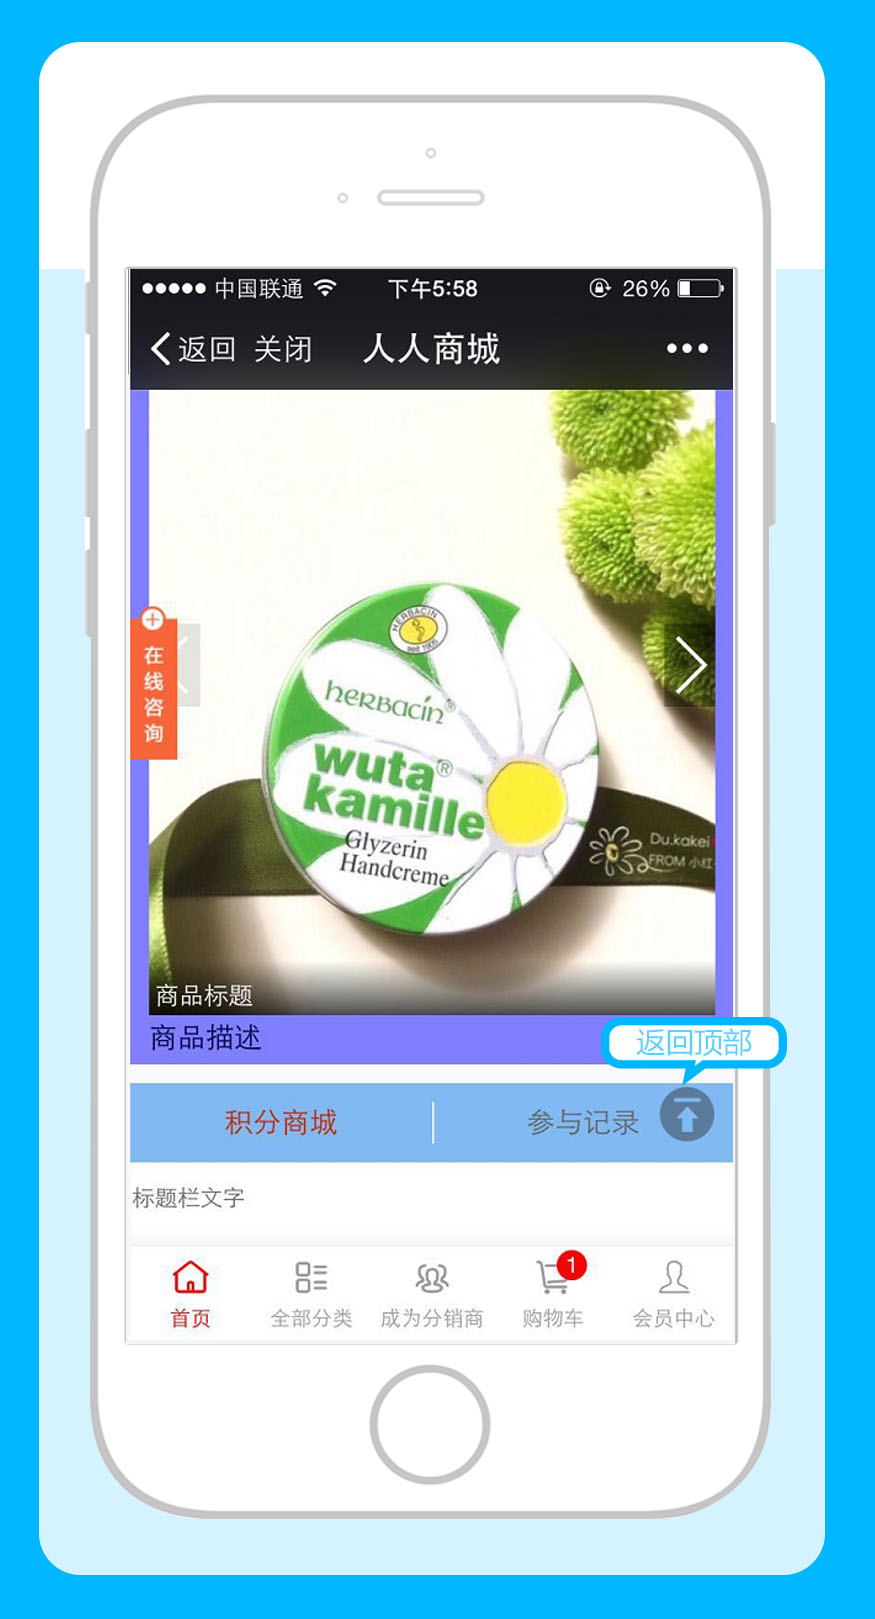 中国联通 下午5:58 26%
返回 关闭 人人商城
HERBACIN
seit 1905
herbacin®
wuta®
kamille
Glyzerin
Handcreme
Du.kakei
FROM 小红
在线咨询
商品标题
商品描述
返回顶部
积分商城 参与记录
标题栏文字
1
首页 全部分类 成为分销商 购物车 会员中心